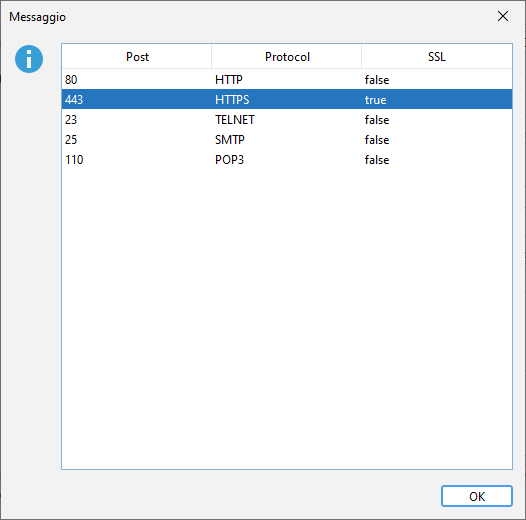 Messaggio
Post Protocol SSL
80 HTTP false
443 HTTPS true
23 TELNET false
25 SMTP false
110 POP3 false
OK